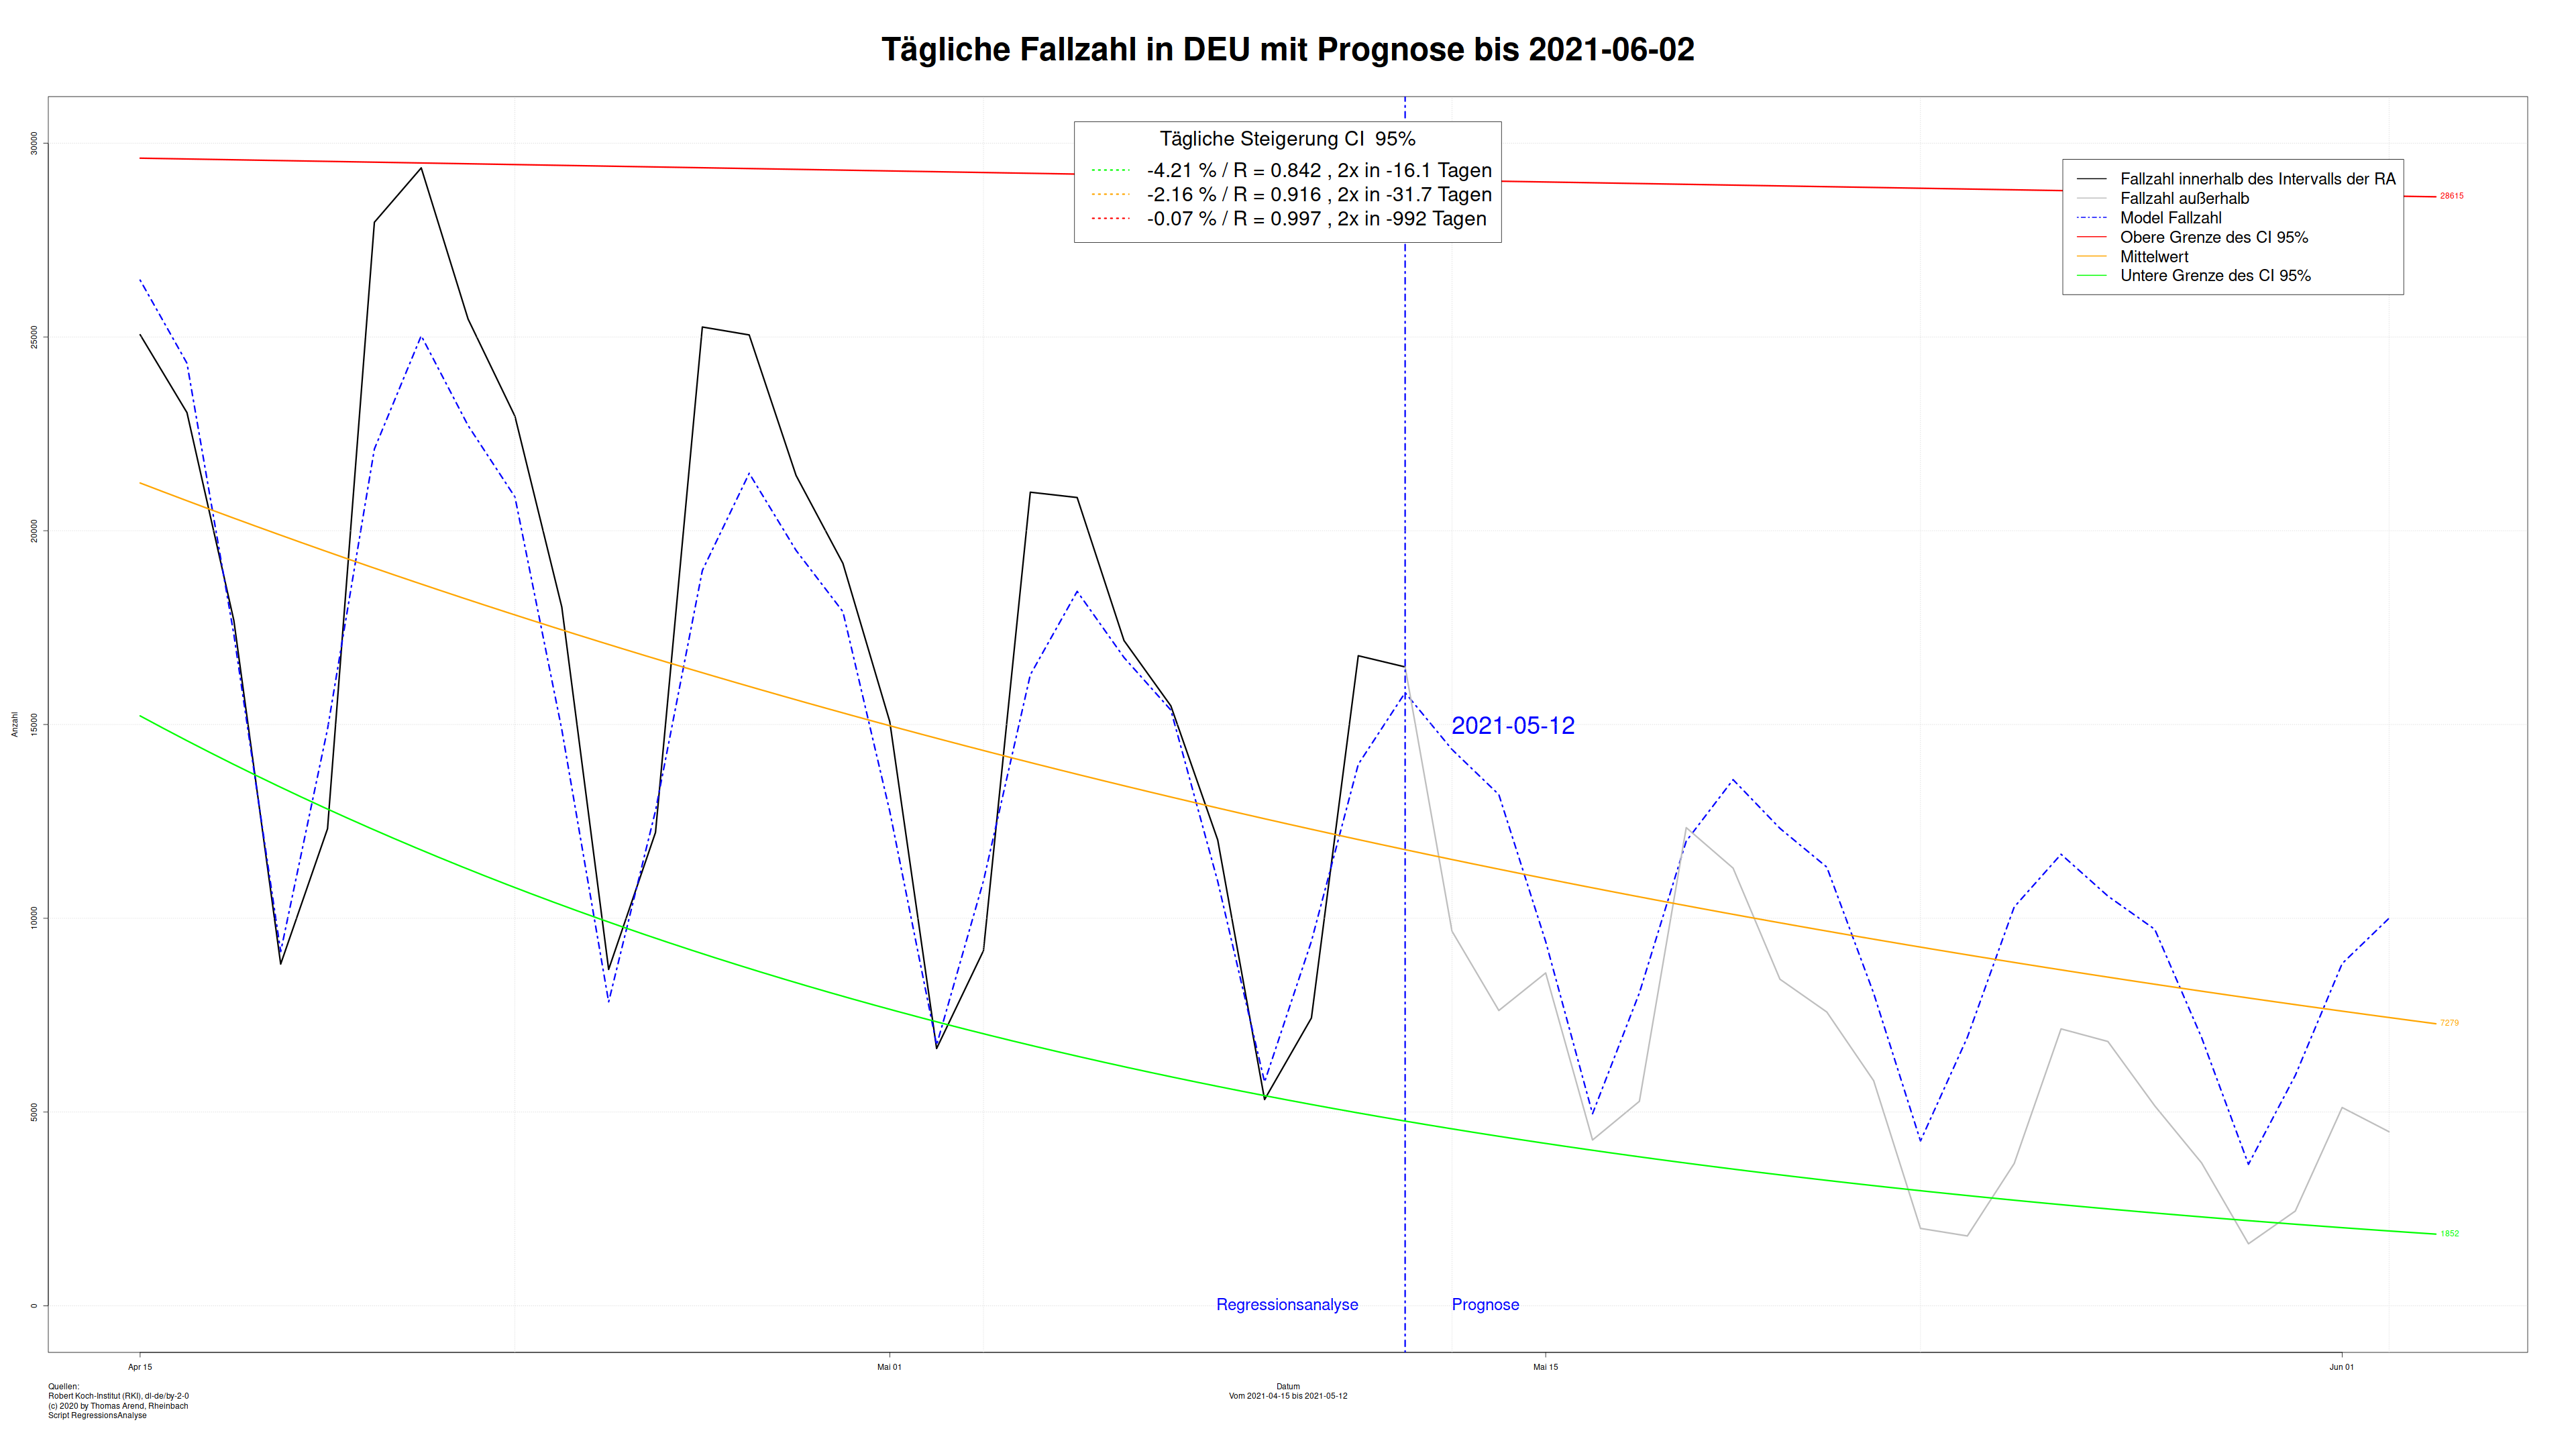 Tägliche Fallzahl in DEU mit Prognose bis 2021-06-02
Tägliche Steigerung CI  95%
-4.21 % / R = 0.842 , 2x in -16.1 Tagen
-2.16 % / R = 0.916 , 2x in -31.7 Tagen
-0.07 % / R = 0.997 , 2x in -992 Tagen
Fallzahl innerhalb des Intervalls der RA
Fallzahl außerhalb
Model Fallzahl
Obere Grenze des CI 95%
Mittelwert
Untere Grenze des CI 95%
30000
25000
20000
15000
10000
5000
0
Anzahl
28615
2021-05-12
7279
1852
Regressionsanalyse
Prognose
Apr 15
Mai 01
Mai 15
Jun 01
Datum
Vom 2021-04-15 bis 2021-05-12
Quellen:
Robert Koch-Institut (RKI), dl-de/by-2-0
(c) 2020 by Thomas Arend, Rheinbach
Script RegressionsAnalyse